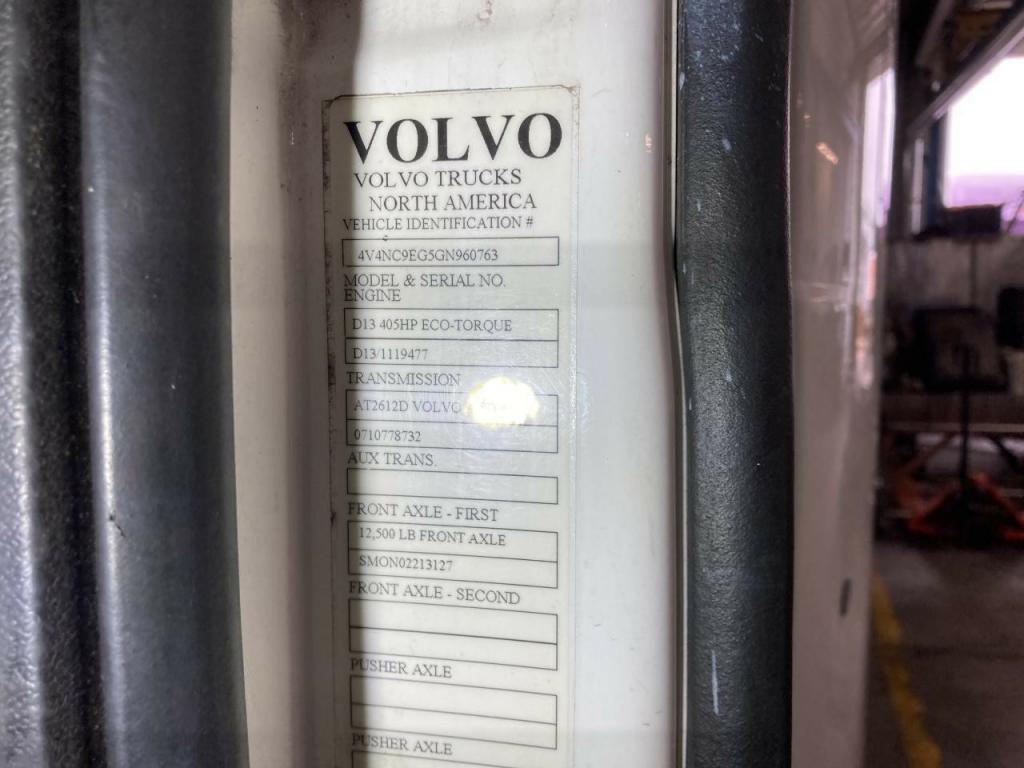 VOLVO
VOLVO TRUCKS
NORTH AMERICA
VEHICLE IDENTIFICATION #
4V4NC9EG5GN960763
MODEL & SERIAL NO.
ENGINE
D13 405HP ECO-TORQUE
D13/1119477
TRANSMISSION
AT2612D VOLVO
0710778732
AUX TRANS.
FRONT AXLE - FIRST
12,500 LB FRONT AXLE
SMON02213127
FRONT AXLE - SECOND
PUSHER AXLE
PUSHER AXLE